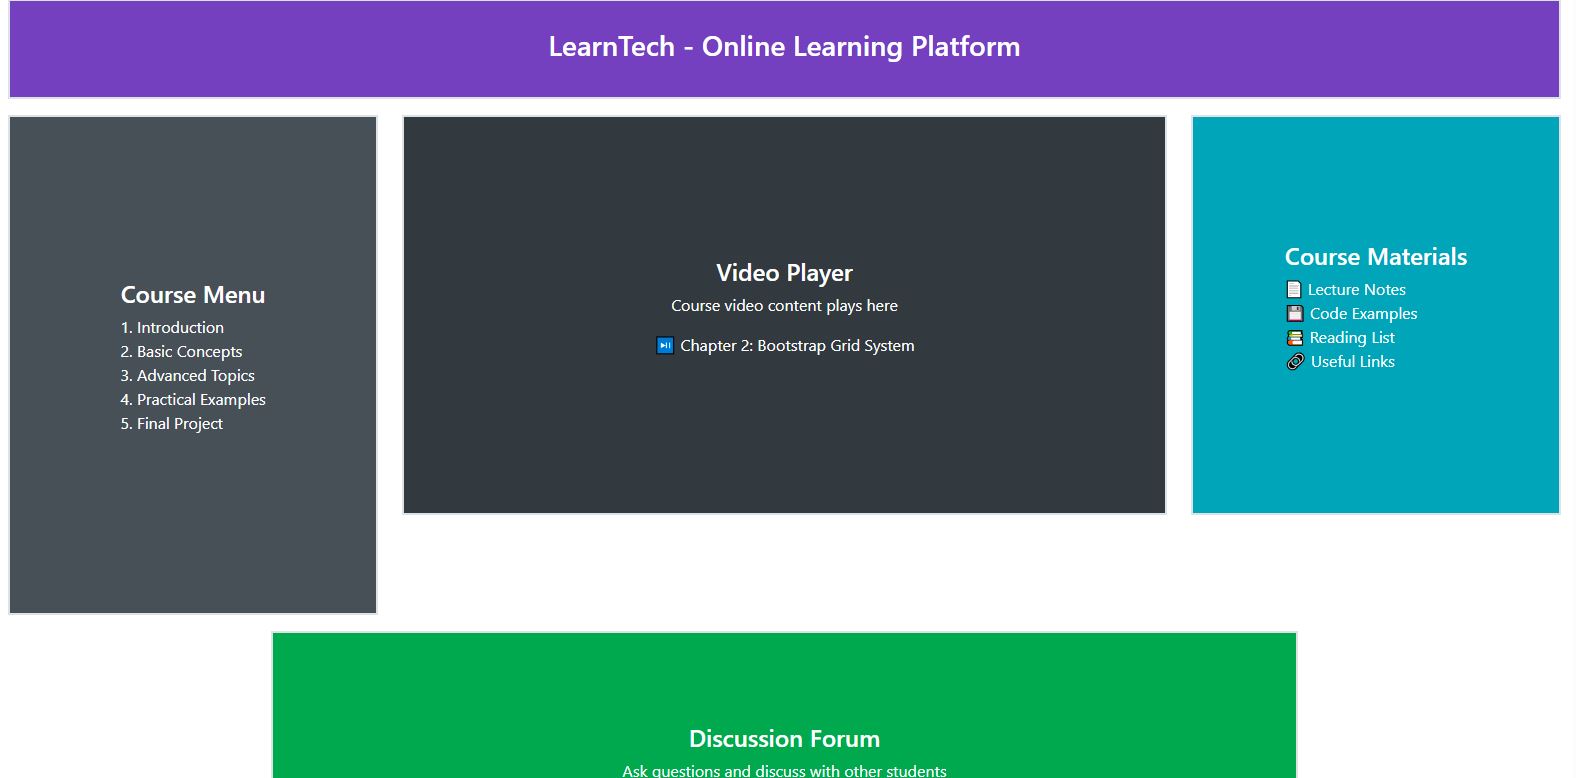 LearnTech - Online Learning Platform
Course Menu
1. Introduction
2. Basic Concepts
3. Advanced Topics
4. Practical Examples
5. Final Project
Video Player
Course video content plays here
⏯️ Chapter 2: Bootstrap Grid System
Course Materials
📄 Lecture Notes
💾 Code Examples
📚 Reading List
🔗 Useful Links
Discussion Forum
Ask questions and discuss with other students